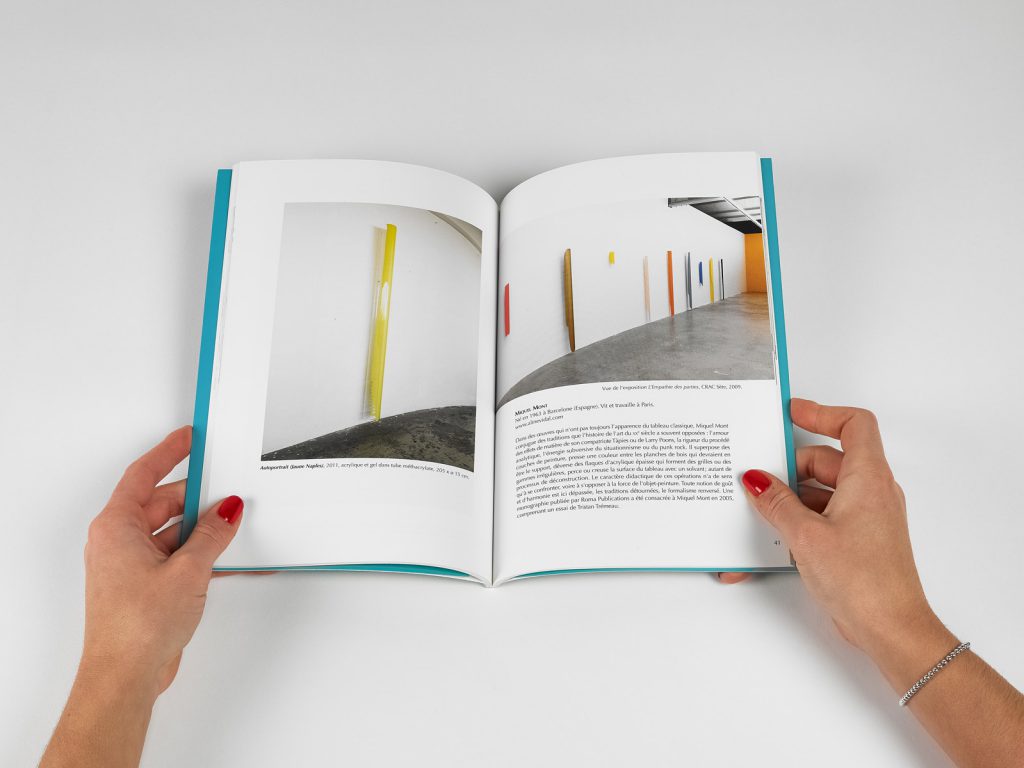 Autoportrait (Jaune Naples), 2011, acrylique et gel dans tube méthacrylate, 205 x ø 15 cm.
Vue de l'exposition L'Empathie des parties, CRAC Sète, 2009.
MIQUEL MONT
Né en 1963 à Barcelone (Espagne). Vit et travaille à Paris.
www.alicevidal.com
Dans des œuvres qui n'ont pas toujours l'apparence du tableau classique, Miquel Mont
conjugue des traditions que l'histoire de l'art du XXe siècle a souvent opposées : l'amour
des effets de matière de son compatriote Tàpies ou de Larry Poons, la rigueur du procédé
analytique, l'énergie subversive du situationnisme ou du punk rock. Il superpose des
couches de peinture, presse une couleur entre les planches de bois qui devraient en
être le support, déverse des flaques d'acrylique épaisse qui forment des grilles ou des
gammes irrégulières, perce ou creuse la surface du tableau avec un solvant ; autant de
processus de déconstruction. Le caractère didactique de ces opérations n'a de sens
qu'à se confronter, voire à s'opposer à la force de l'objet-peinture. Toute notion de goût
et d'harmonie est ici dépassée, les traditions détournées, le formalisme renversé. Une
monographie publiée par Roma Publications a été consacrée à Miquel Mont en 2005,
comprenant un essai de Tristan Trémeau.
41